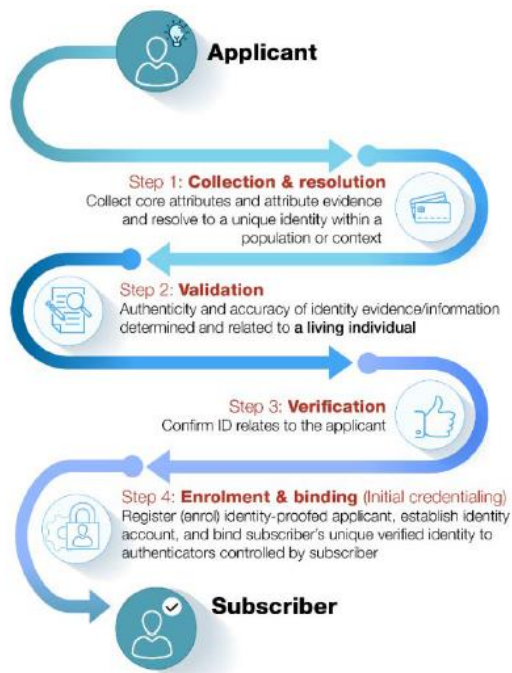 Applicant
Step 1: Collection & resolution
Collect core attributes and attribute evidence
and resolve to a unique identity within a
population or context
Step 2: Validation
Authenticity and accuracy of identity evidence/information
determined and related to a living individual
Step 3: Verification
Confirm ID relates to the applicant
Step 4: Enrolment & binding (Initial credentialing)
Register (enrol) identity-proofed applicant, establish identity
account, and bind subscriber's unique verified identity to
authenticators controlled by subscriber
Subscriber